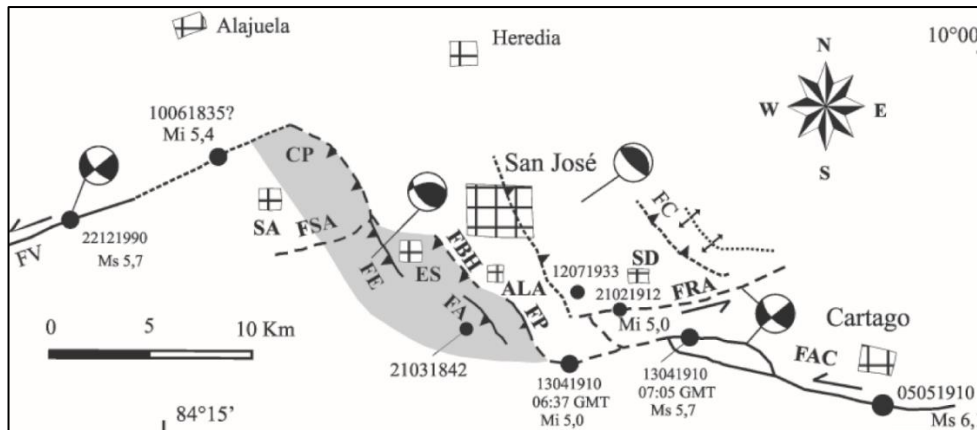 Alajuela
Heredia
10°00
N
W E
S
10061835?
Mi 5,4
CP
San José
SA
FSA
FV
22121990
Ms 5,7
FE
ES
FBH
ALA
FP
FA
12071933
SD
21021912
Mi 5,0
FRA
FC
Cartago
FAC
0 5 10 Km
21031842
13041910
06:37 GMT
Mi 5,0
13041910
07:05 GMT
Ms 5,7
05051910
Ms 6,
84°15'